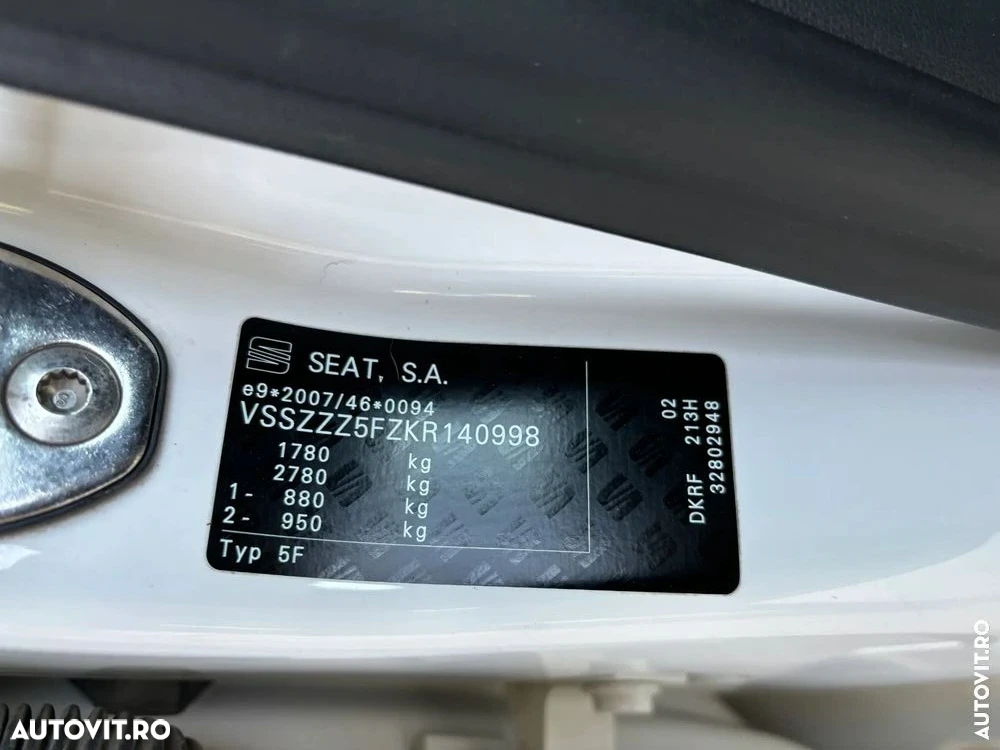 SEAT, S.A.
e9*2007/46*0094
VSSZZZ5FZKR140998
1780 kg
2780 kg
1- 880 kg
2- 950 kg
Typ 5F
02
DKRF 213H
32802948
AUTOVIT.RO
AUTOVIT.RO